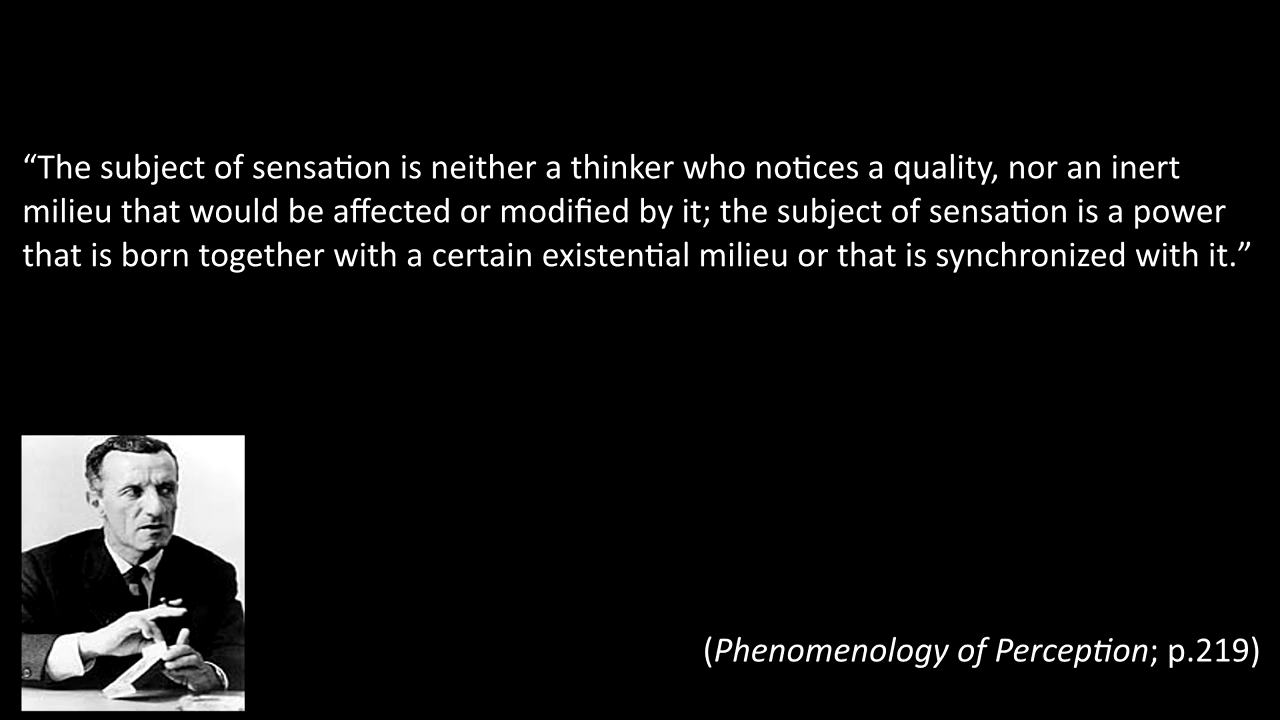 “The subject of sensation is neither a thinker who notices a quality, nor an inert
milieu that would be affected or modified by it; the subject of sensation is a power
that is born together with a certain existential milieu or that is synchronized with it.”
(Phenomenology of Perception; p.219)